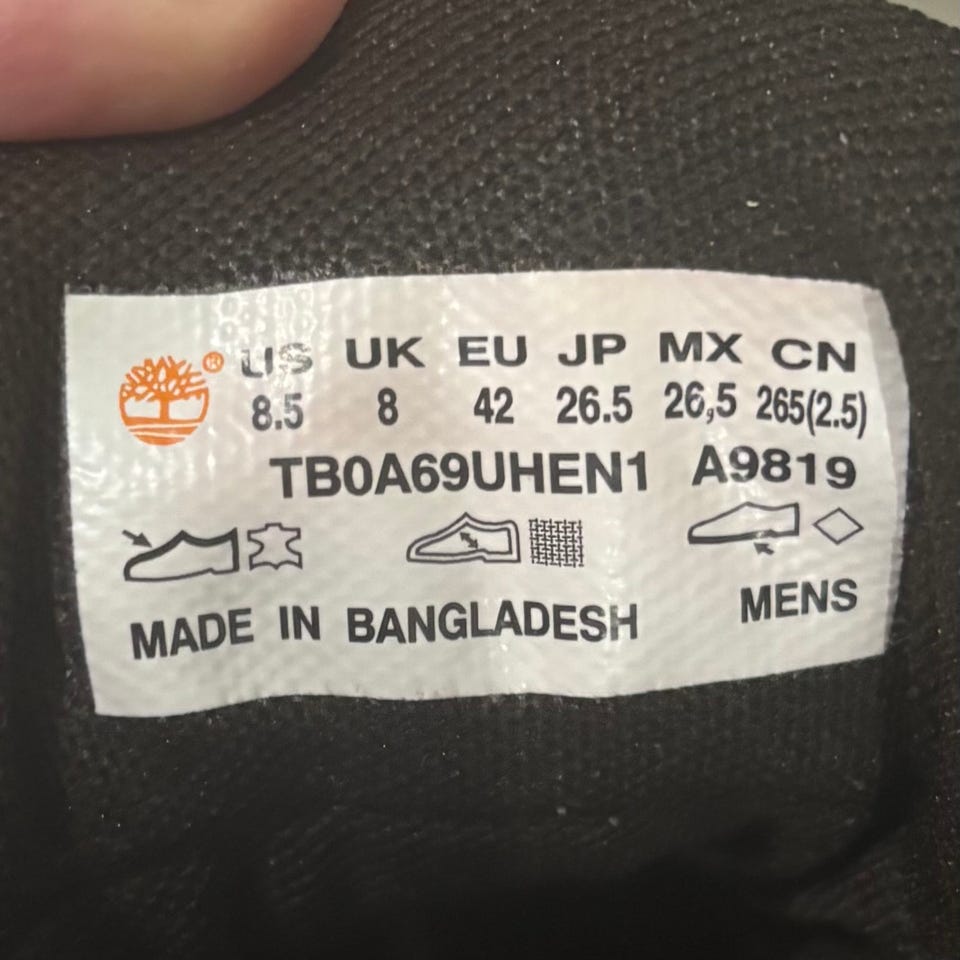 ® US UK EU JP MX CN
8.5 8 42 26.5 26,5 265(2.5)
TB0A69UHEN1 A9819
MADE IN BANGLADESH MENS